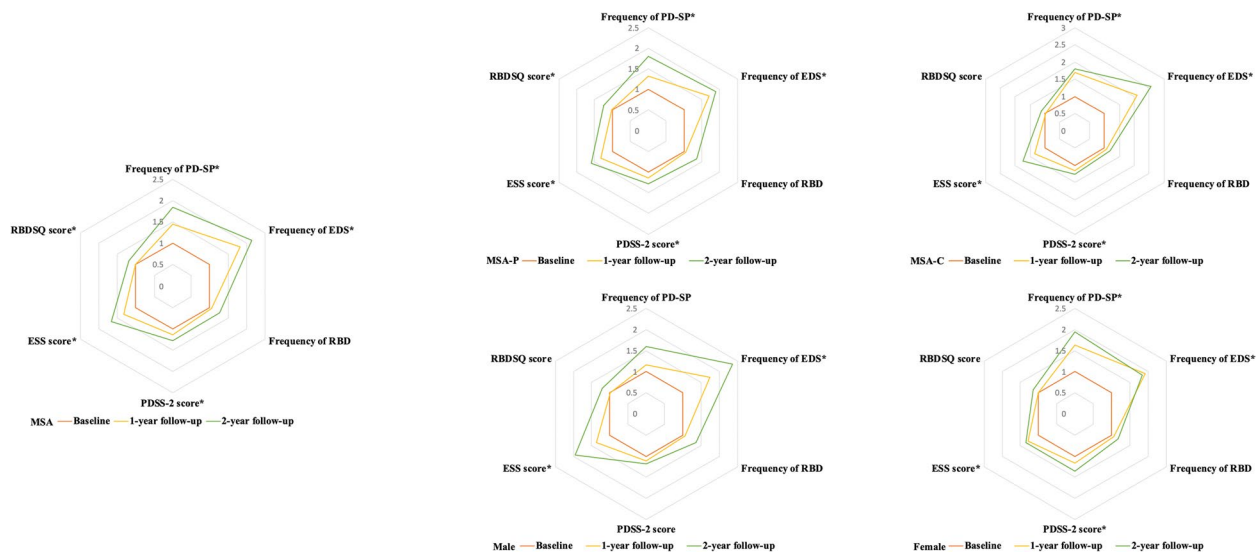 Frequency of PD-SP*
2.5
2
1.5
1
0.5
0
Frequency of EDS*
Frequency of RBD
PDSS-2 score*
ESS score*
RBDSQ score*
MSA Baseline 1-year follow-up 2-year follow-up
Frequency of PD-SP*
2.5
2
1.5
1
0.5
0
Frequency of EDS*
Frequency of RBD
PDSS-2 score*
ESS score*
RBDSQ score*
MSA-P Baseline 1-year follow-up 2-year follow-up
Frequency of PD-SP*
3
2.5
2
1.5
1
0.5
0
Frequency of EDS*
Frequency of RBD
PDSS-2 score*
ESS score*
RBDSQ score
MSA-C Baseline 1-year follow-up 2-year follow-up
Frequency of PD-SP
2.5
2
1.5
1
0.5
0
Frequency of EDS*
Frequency of RBD
PDSS-2 score
ESS score*
RBDSQ score
Male Baseline 1-year follow-up 2-year follow-up
Frequency of PD-SP*
2.5
2
1.5
1
0.5
0
Frequency of EDS*
Frequency of RBD
PDSS-2 score*
ESS score*
RBDSQ score
Female Baseline 1-year follow-up 2-year follow-up